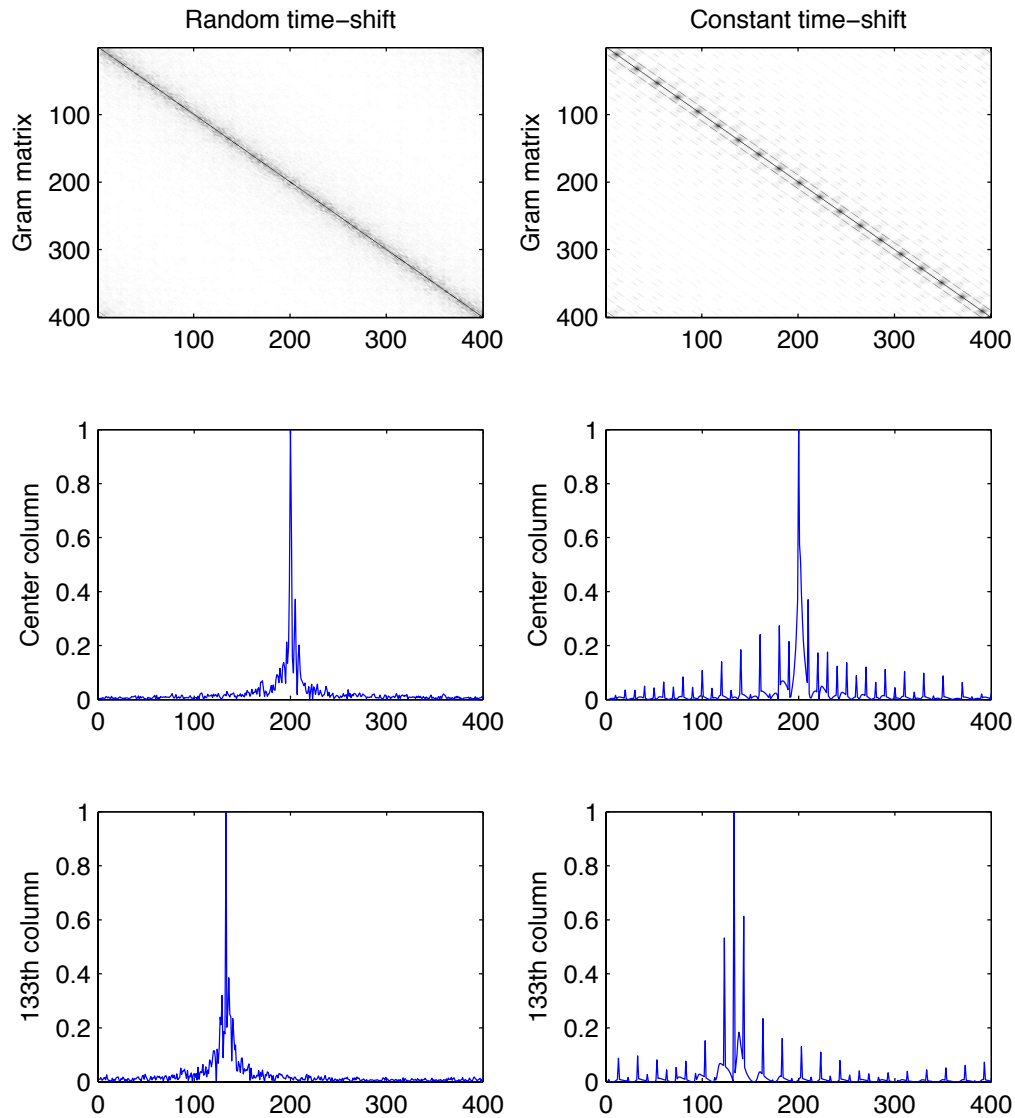 Random time−shift
Constant time−shift
Gram matrix
100
200
300
400
100 200 300 400
Gram matrix
100
200
300
400
100 200 300 400
Center column
1
0.8
0.6
0.4
0.2
0
0 100 200 300 400
Center column
1
0.8
0.6
0.4
0.2
0
0 100 200 300 400
133th column
1
0.8
0.6
0.4
0.2
0
0 100 200 300 400
133th column
1
0.8
0.6
0.4
0.2
0
0 100 200 300 400